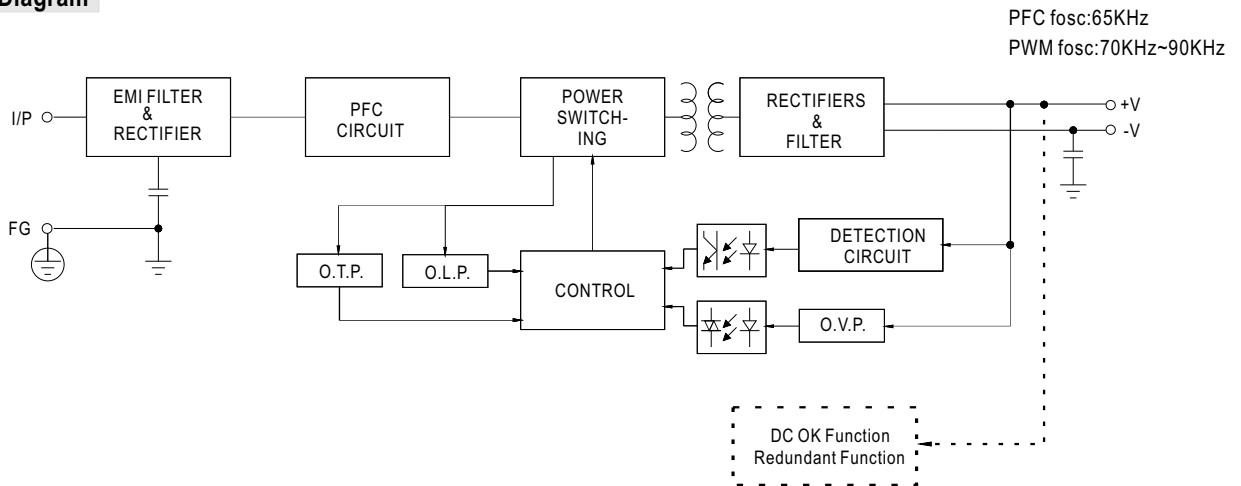 Diagram
PFC fosc:65KHz
PWM fosc:70KHz~90KHz
I/P
EMI FILTER
&
RECTIFIER
PFC
CIRCUIT
POWER
SWITCH-
ING
RECTIFIERS
&
FILTER
+V
-V
FG
O.T.P.
O.L.P.
CONTROL
DETECTION
CIRCUIT
O.V.P.
DC OK Function
Redundant Function